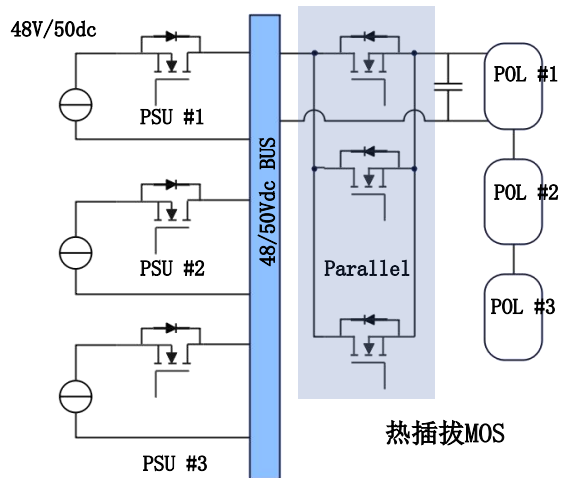 48V/50dc
PSU #1
PSU #2
PSU #3
48/50Vdc BUS
Parallel
POL #1
POL #2
POL #3
热插拔MOS